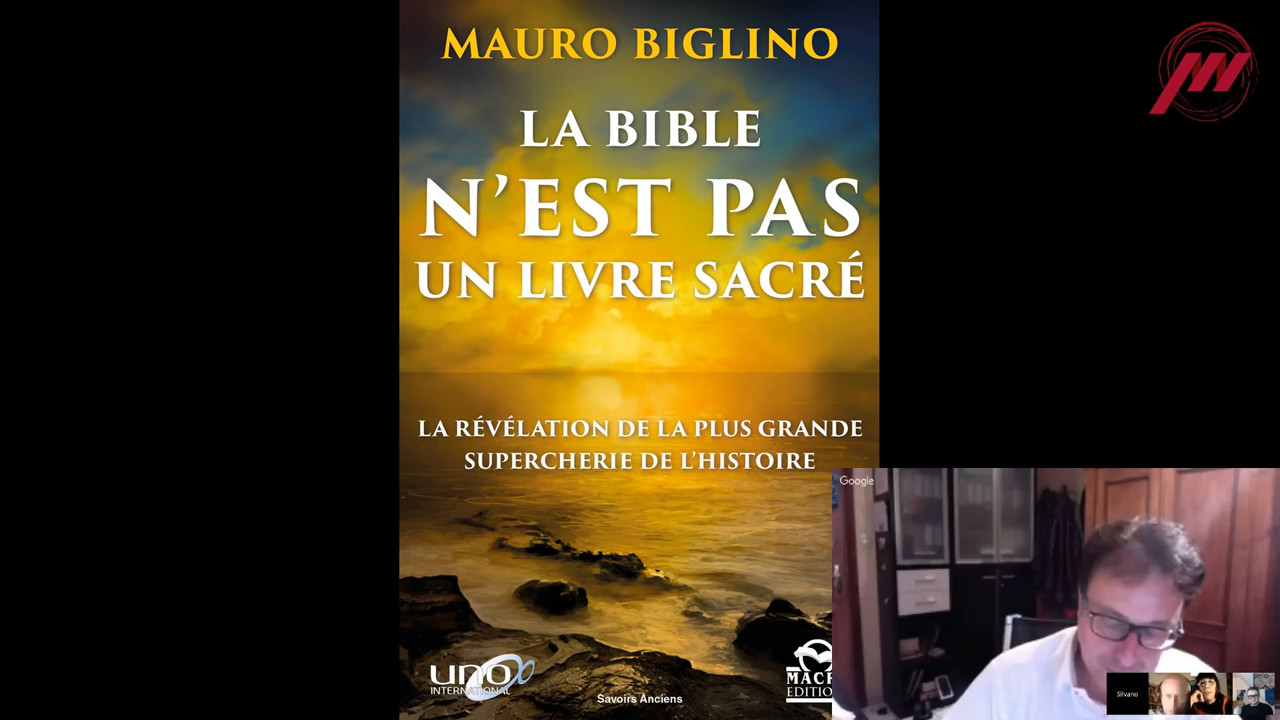 MAURO BIGLINO
LA BIBLE
N'EST PAS
UN LIVRE SACRÉ
LA RÉVÉLATION DE LA PLUS GRANDE
SUPERCHERIE DE L'HISTOIRE
Google
uno
INTERNATIONAL
Savoirs Anciens
Silvano